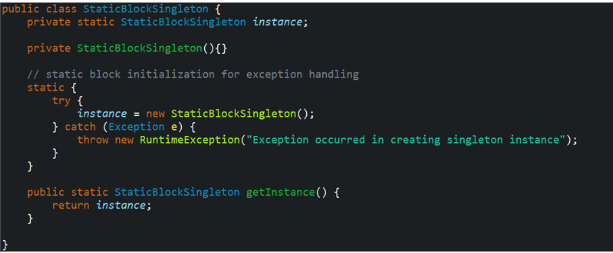 public class StaticBlockSingleton {
    private static StaticBlockSingleton instance;

    private StaticBlockSingleton(){}

    // static block initialization for exception handling
    static {
        try {
            instance = new StaticBlockSingleton();
        } catch (Exception e) {
            throw new RuntimeException("Exception occurred in creating singleton instance");
        }
    }

    public static StaticBlockSingleton getInstance() {
        return instance;
    }

}